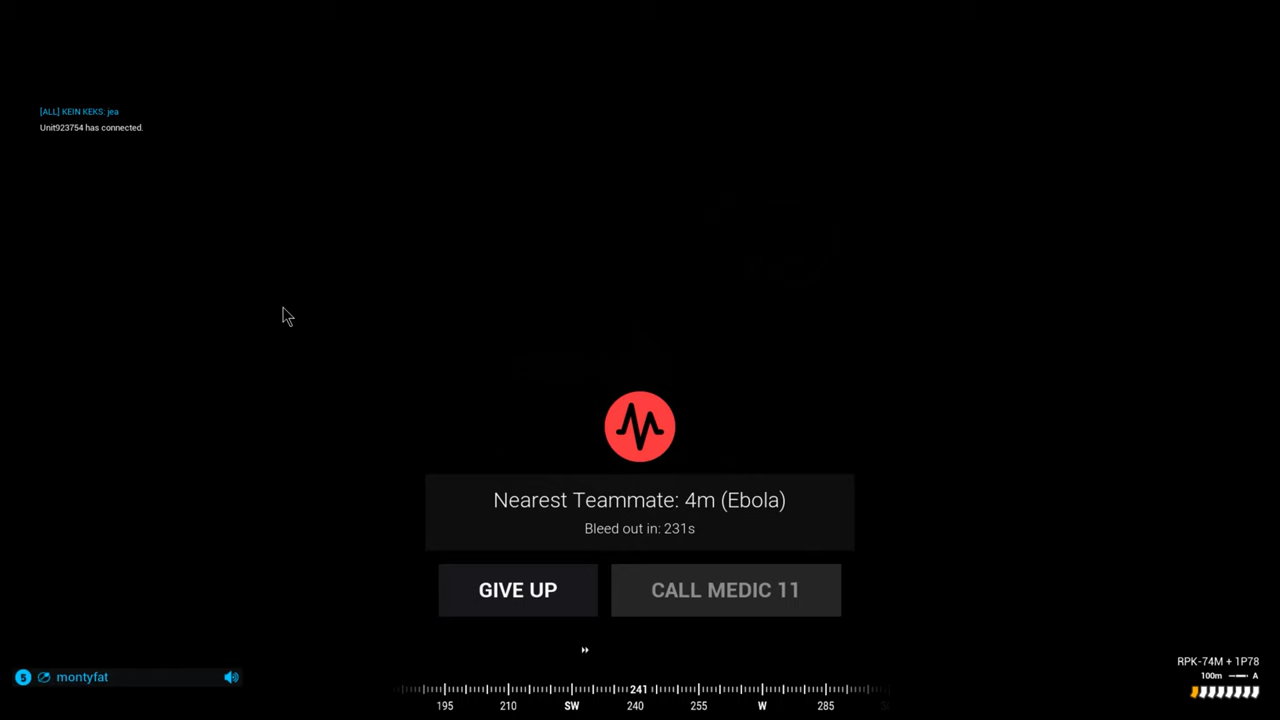 [ALL] KEIN KEKS: jea
Unit923754 has connected.
Nearest Teammate: 4m (Ebola)
Bleed out in: 231s
GIVE UP
CALL MEDIC 11
5 montyfat
RPK-74M + 1P78
100m A
241
195 210 SW 240 255 W 285